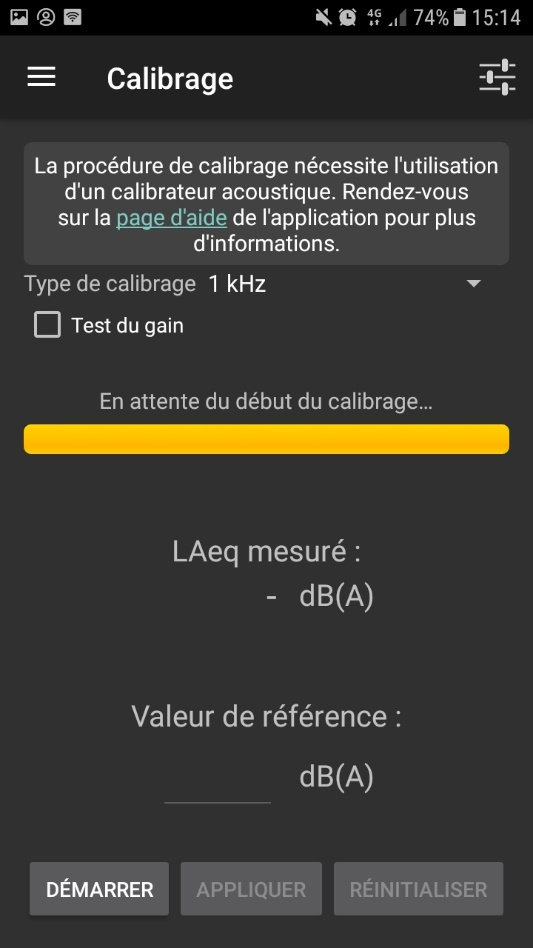 4G 74% 15:14
Calibrage
La procédure de calibrage nécessite l'utilisation
d'un calibrateur acoustique. Rendez-vous
sur la page d'aide de l'application pour plus
d'informations.
Type de calibrage 1 kHz
Test du gain
En attente du début du calibrage...
LAeq mesuré :
- dB(A)
Valeur de référence :
dB(A)
DÉMARRER APPLIQUER RÉINITIALISER